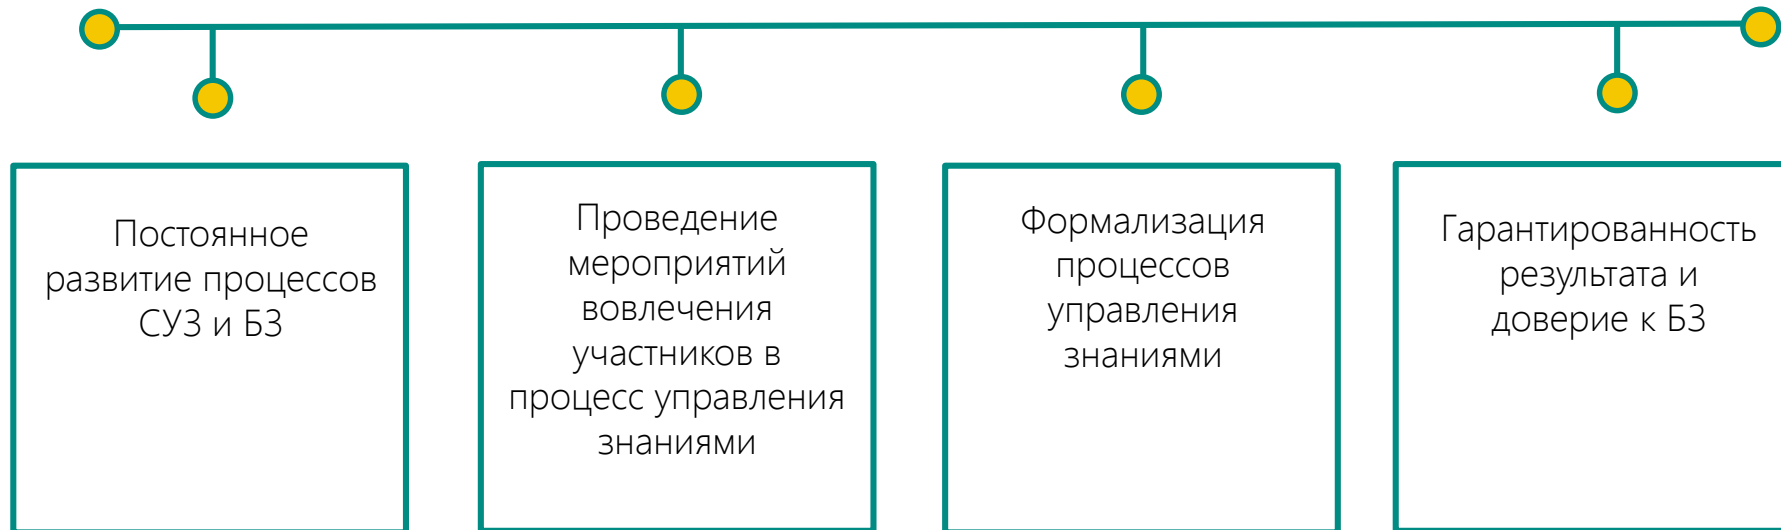 Постоянное
развитие процессов
СУЗ и БЗ
Проведение
мероприятий
вовлечения
участников в
процесс управления
знаниями
Формализация
процессов
управления
знаниями
Гарантированность
результата и
доверие к БЗ